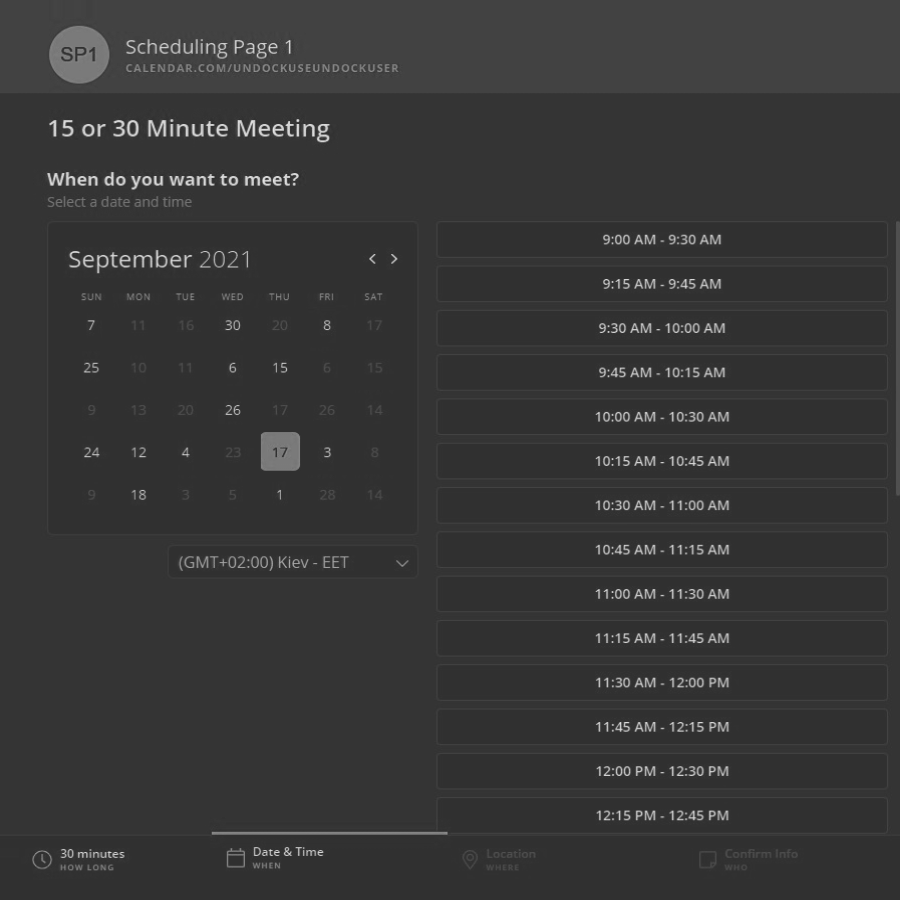 SP1
Scheduling Page 1
CALENDAR.COM/UNDOCKUSEUNDOCKUSER
15 or 30 Minute Meeting
When do you want to meet?
Select a date and time
September 2021
SUN MON TUE WED THU FRI SAT
7 11 16 30 20 8 17
25 10 11 6 15 6 15
9 13 20 26 17 26 14
24 12 4 23 17 3 8
9 18 3 5 1 28 14
(GMT+02:00) Kiev - EET
9:00 AM - 9:30 AM
9:15 AM - 9:45 AM
9:30 AM - 10:00 AM
9:45 AM - 10:15 AM
10:00 AM - 10:30 AM
10:15 AM - 10:45 AM
10:30 AM - 11:00 AM
10:45 AM - 11:15 AM
11:00 AM - 11:30 AM
11:15 AM - 11:45 AM
11:30 AM - 12:00 PM
11:45 AM - 12:15 PM
12:00 PM - 12:30 PM
12:15 PM - 12:45 PM
30 minutes
HOW LONG
Date & Time
WHEN
Location
WHERE
Confirm Info
WHO